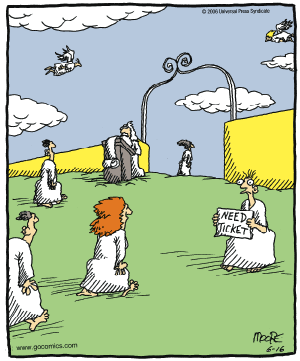 © 2006 Universal Press Syndicate
NEED
TICKET
www.gocomics.com
MOORE
6-16